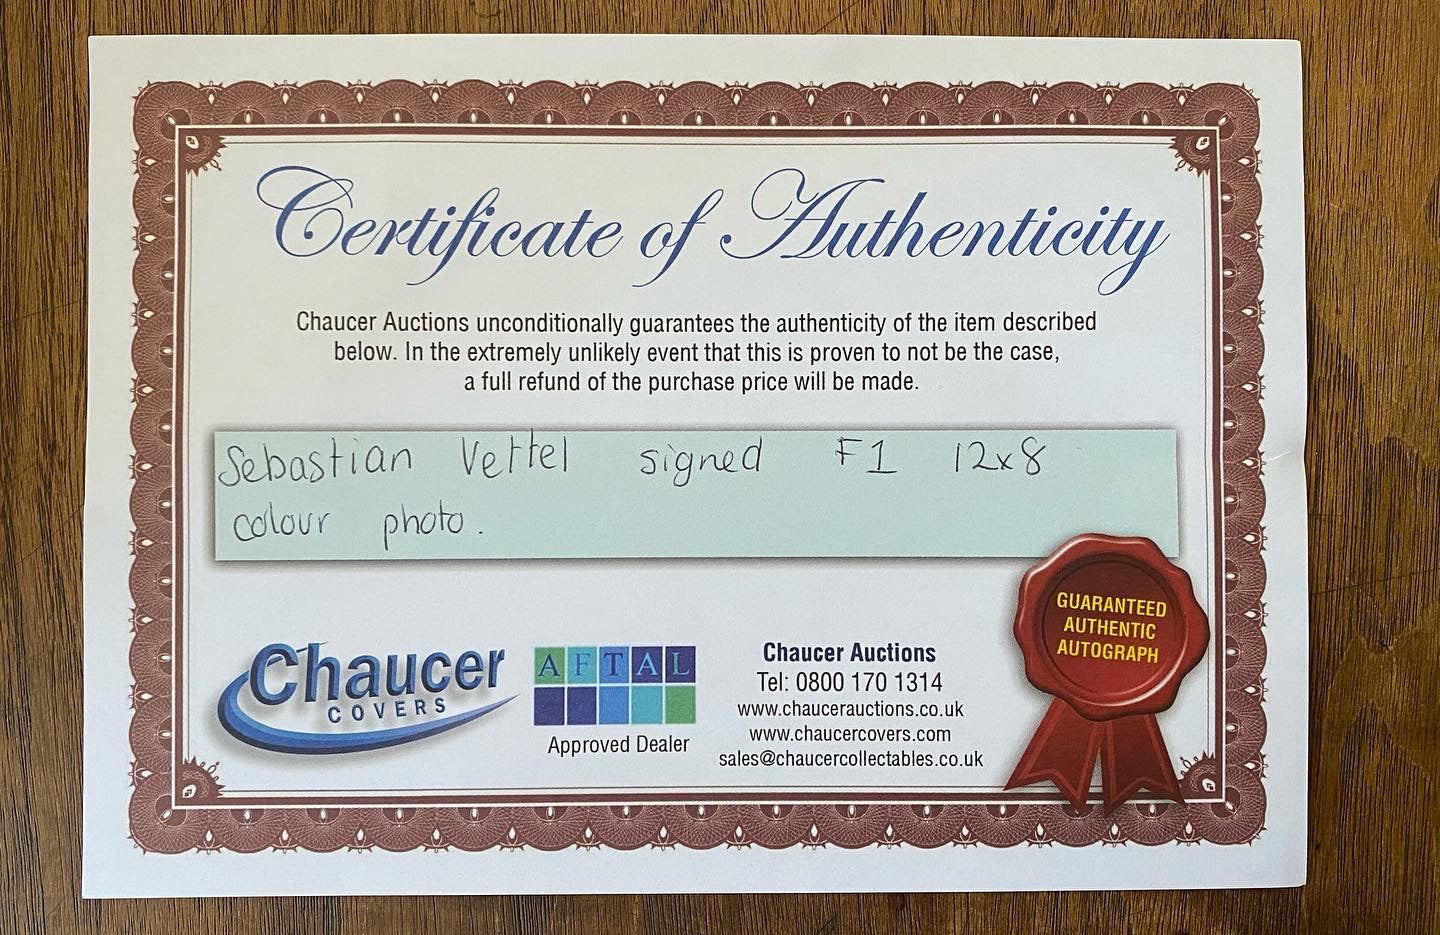 Certificate of Authenticity
Chaucer Auctions unconditionally guarantees the authenticity of the item described
below. In the extremely unlikely event that this is proven to not be the case,
a full refund of the purchase price will be made.
Sebastian Vettel signed F1 12x8
colour photo.
Chaucer
COVERS
AFTAL
Approved Dealer
Chaucer Auctions
Tel: 0800 170 1314
www.chaucerauctions.co.uk
www.chaucercovers.com
sales@chaucercollectables.co.uk
GUARANTEED
AUTHENTIC
AUTOGRAPH